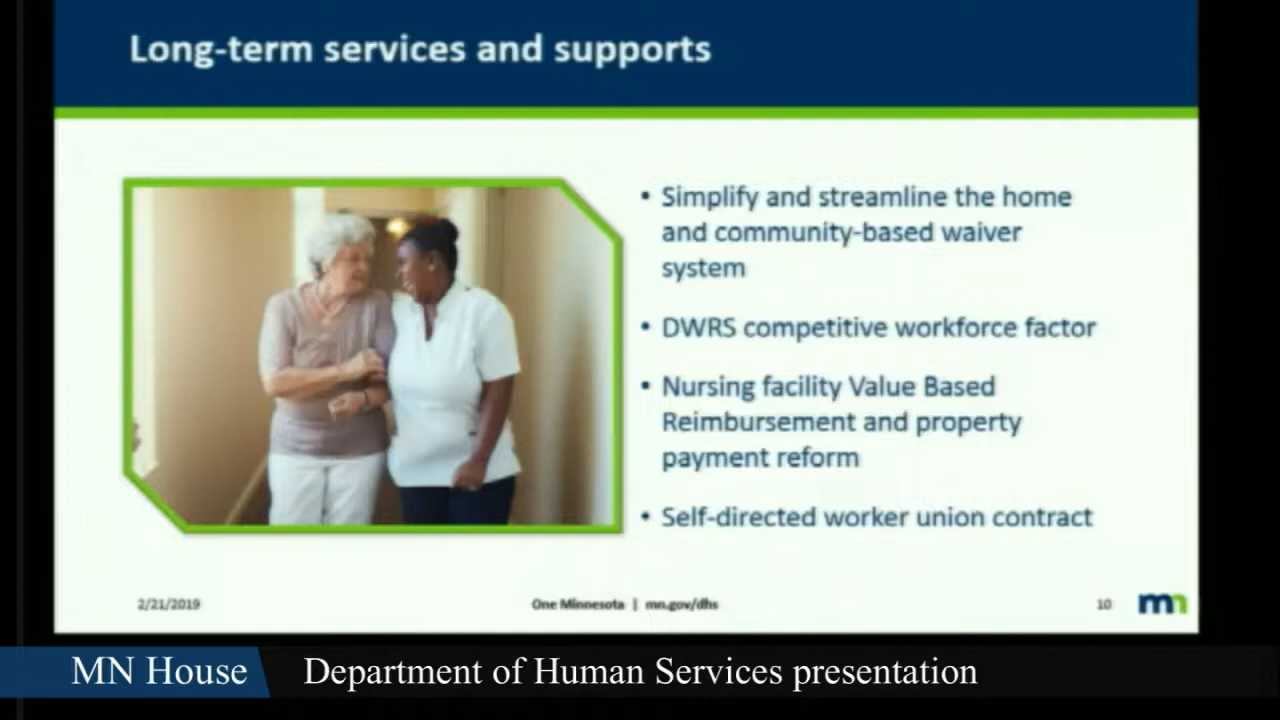 Long-term services and supports
• Simplify and streamline the home
and community-based waiver
system
• DWRS competitive workforce factor
• Nursing facility Value Based
Reimbursement and property
payment reform
• Self-directed worker union contract
2/21/2019
One Minnesota | mn.gov/dhs
10
mn
MN House
Department of Human Services presentation